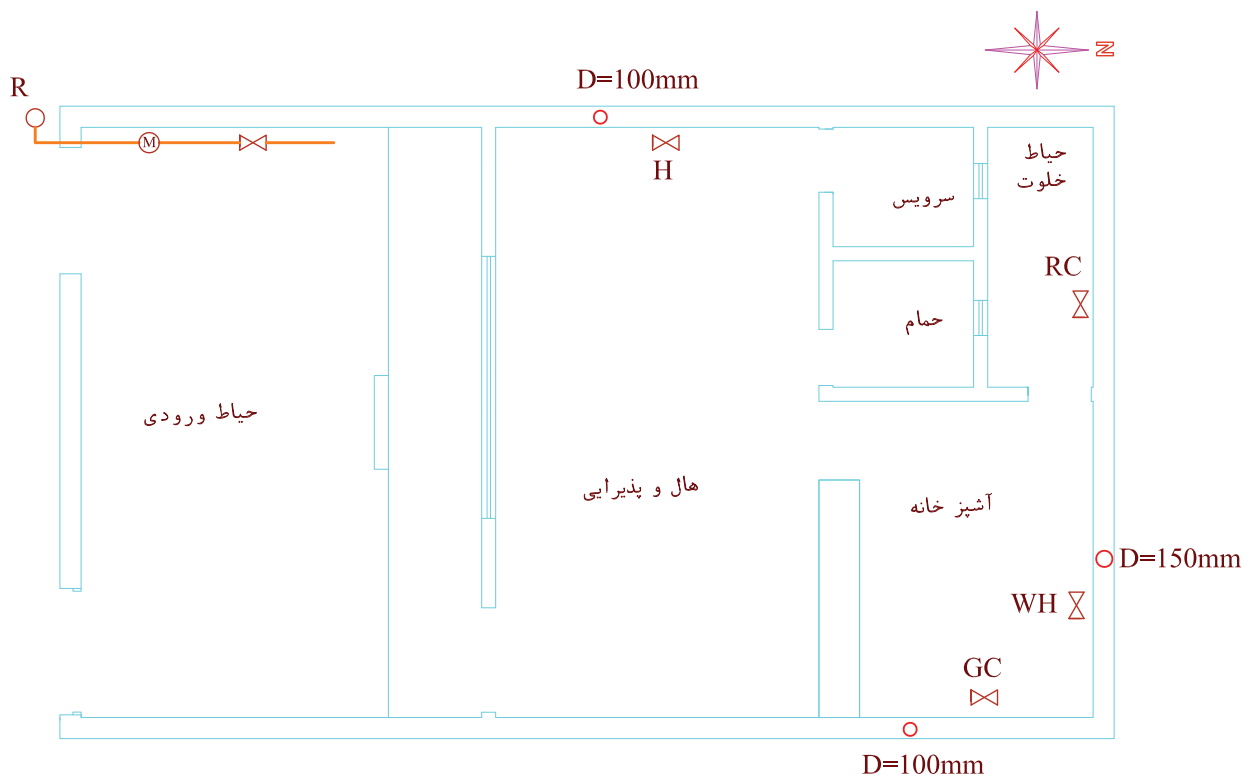 N
D=100mm
R
M
H
حیاط
خلوت
سرویس
RC
حمام
حیاط ورودی
هال و پذیرایی
آشپز خانه
D=150mm
WH
GC
D=100mm